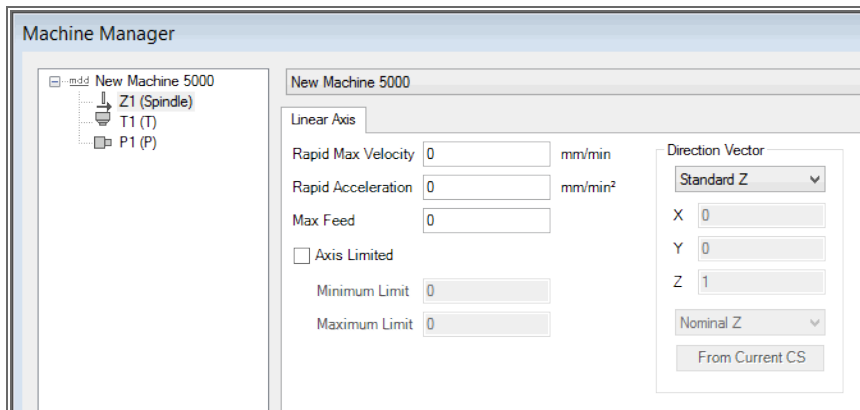 Machine Manager
mdd New Machine 5000
Z1 (Spindle)
T1 (T)
P1 (P)
New Machine 5000
Linear Axis
Rapid Max Velocity 0 mm/min
Rapid Acceleration 0 mm/min²
Max Feed 0
Axis Limited
Minimum Limit 0
Maximum Limit 0
Direction Vector
Standard Z
X 0
Y 0
Z 1
Nominal Z
From Current CS